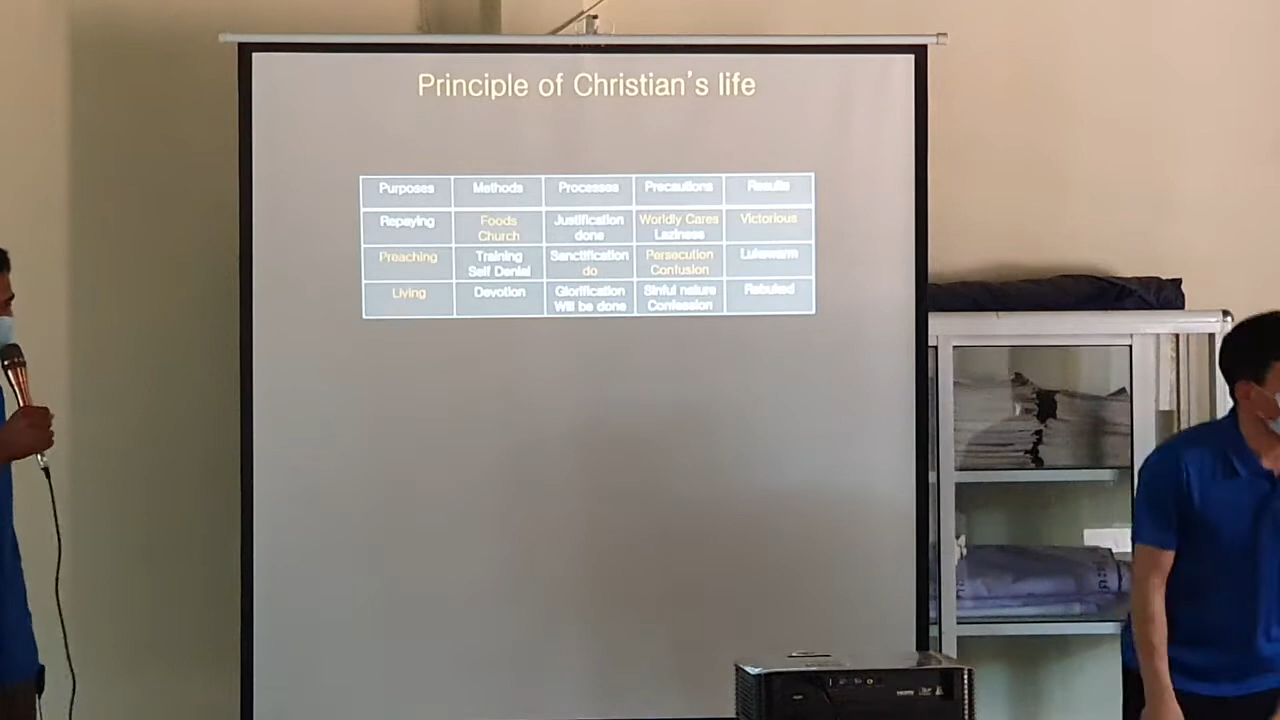 Principle of Christian's life
Purposes Methods Processes Precautions Results
Repaying Foods Church Justification done Worldly Cares Laziness Victorious
Preaching Training Self Denial Sanctification do Persecution Confusion Lukewarm
Living Devotion Glorification Will be done Sinful nature Confession Rebuked